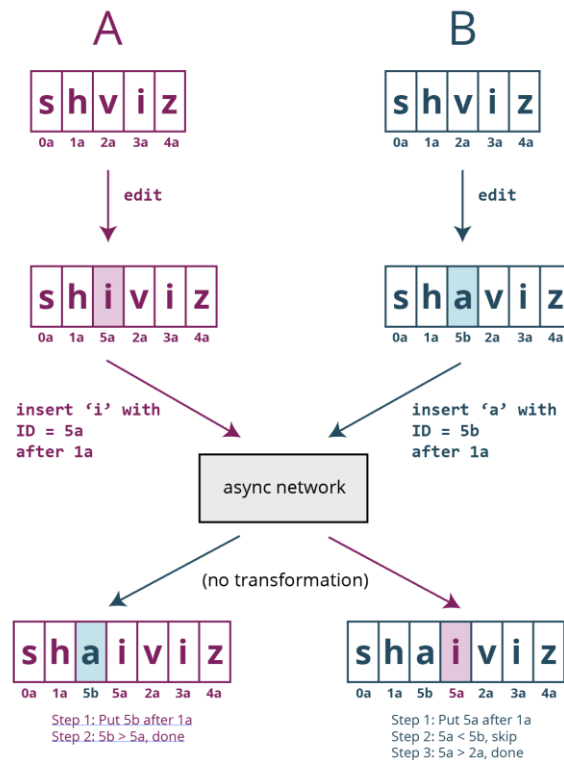 A B
s h v i z
0a 1a 2a 3a 4a
s h v i z
0a 1a 2a 3a 4a
edit
edit
s h i v i z
0a 1a 5a 2a 3a 4a
s h a v i z
0a 1a 5b 2a 3a 4a
insert ‘i’ with
ID = 5a
after 1a
insert ‘a’ with
ID = 5b
after 1a
async network
(no transformation)
s h a i v i z
0a 1a 5b 5a 2a 3a 4a
s h a i v i z
0a 1a 5b 5a 2a 3a 4a
Step 1: Put 5b after 1a
Step 2: 5b > 5a, done
Step 1: Put 5a after 1a
Step 2: 5a < 5b, skip
Step 3: 5a > 2a, done